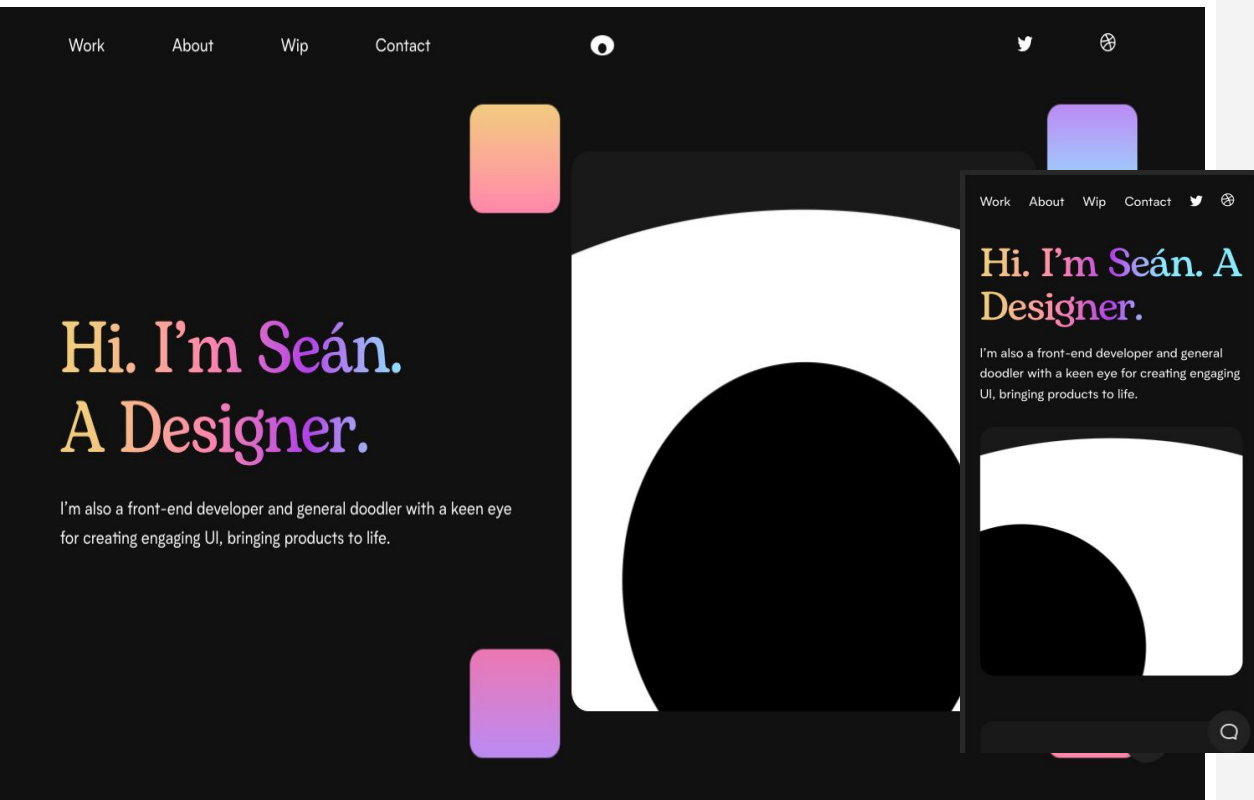 Work About Wip Contact
Hi. I’m Seán.
A Designer.
I’m also a front-end developer and general doodler with a keen eye
for creating engaging UI, bringing products to life.
Work About Wip Contact
Hi. I’m Seán. A
Designer.
I’m also a front-end developer and general
doodler with a keen eye for creating engaging
UI, bringing products to life.